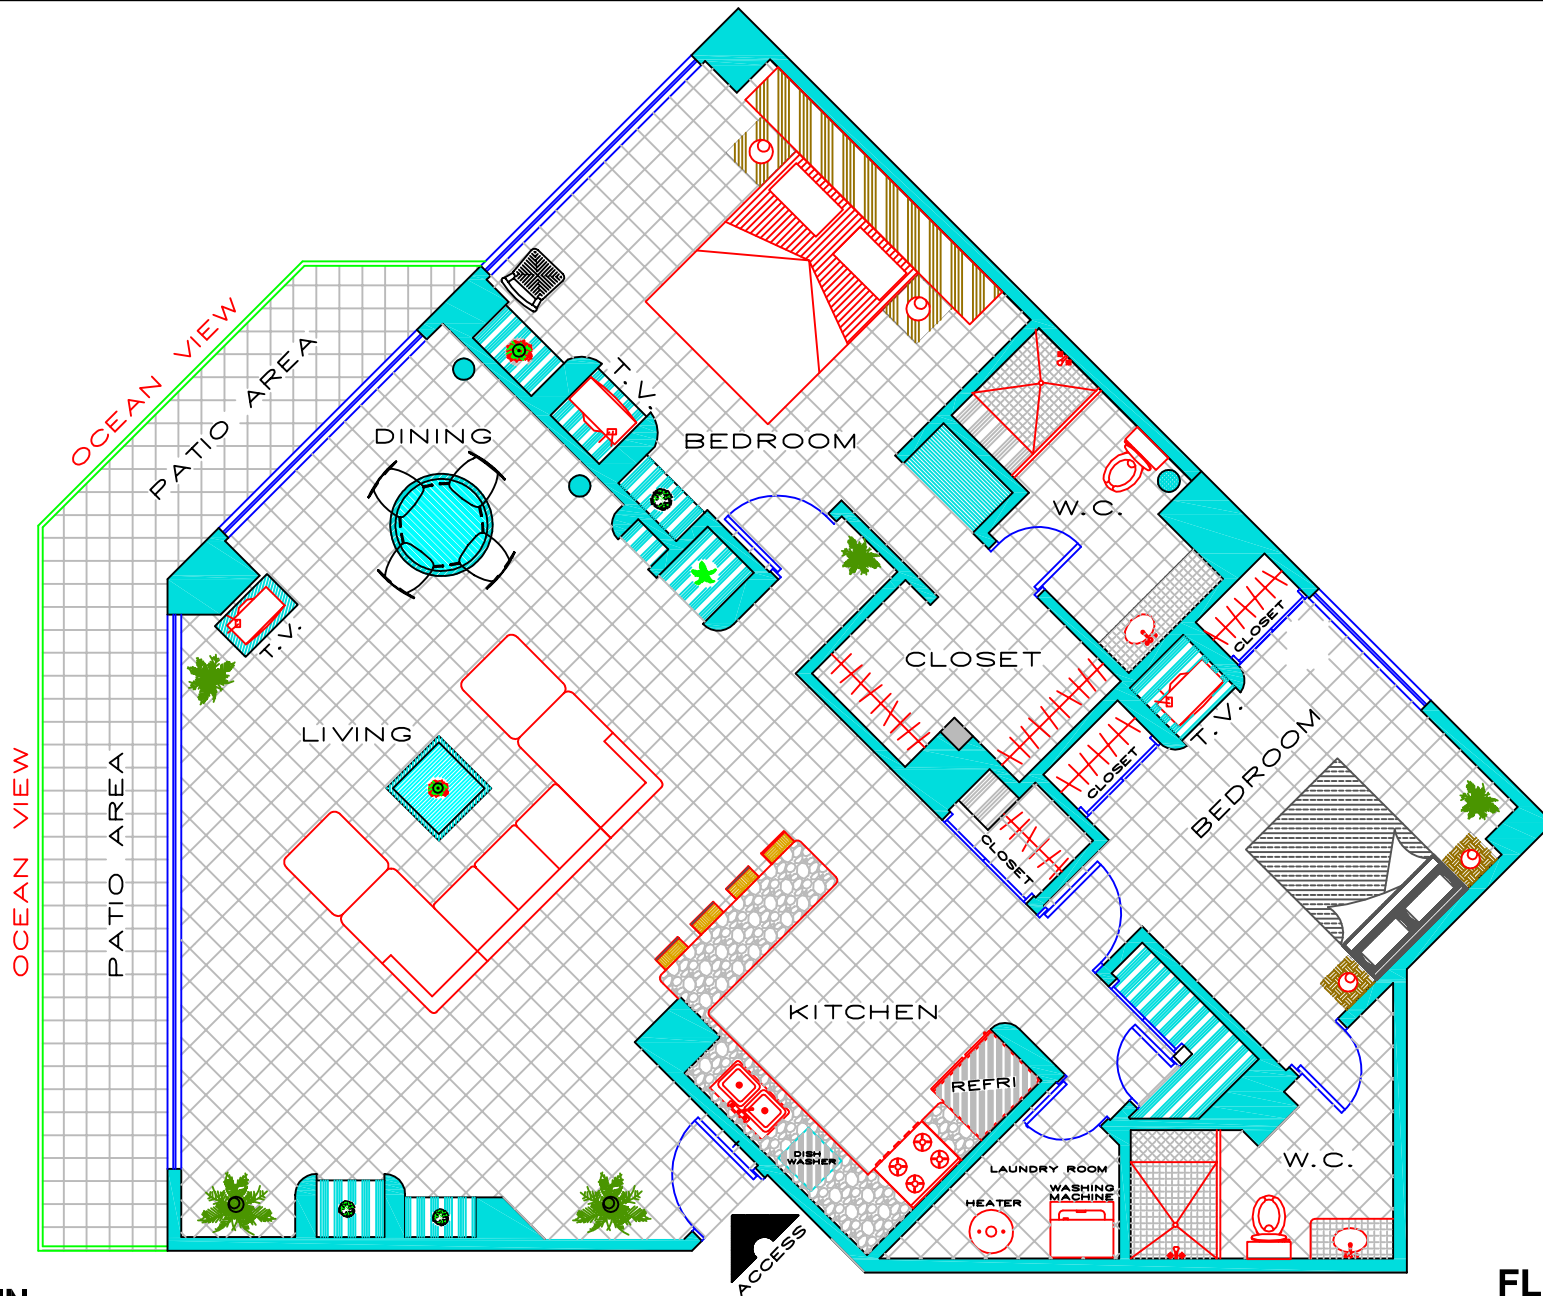 OCEAN VIEW
PATIO AREA
DINING
T.V.
BEDROOM
W.C.
T.V.
CLOSET
CLOSET
LIVING
T.V.
CLOSET
BEDROOM
OCEAN VIEW
PATIO AREA
CLOSET
KITCHEN
REFRI
DISH
WASHER
LAUNDRY ROOM
HEATER
WASHING
MACHINE
W.C.
ACCESS
FL